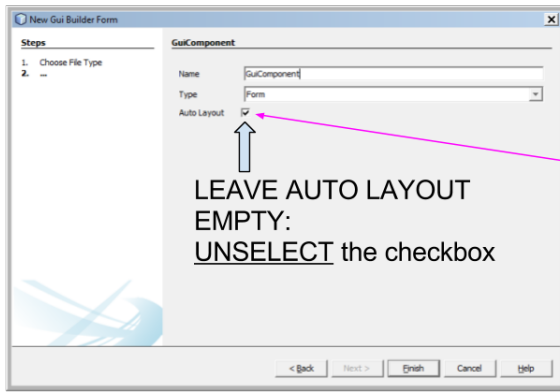 New Gui Builder Form
Steps
GuiComponent
1. Choose File Type
2. ...
Name GuiComponent
Type Form
Auto Layout
LEAVE AUTO LAYOUT
EMPTY:
UNSELECT the checkbox
< Back Next > Finish Cancel Help